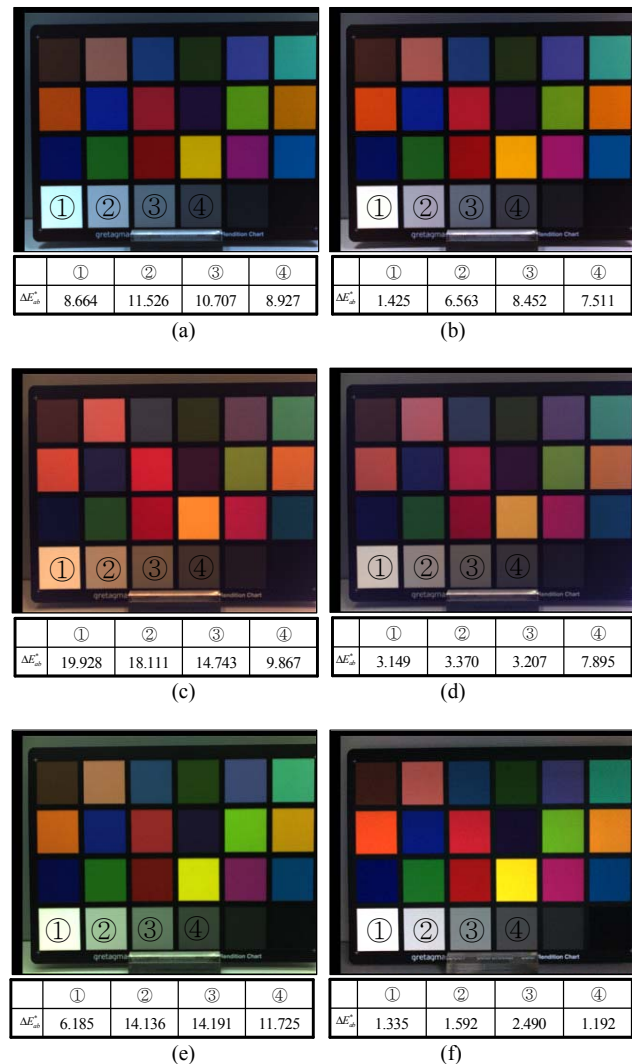 ① ② ③ ④
qretagma
Rendition Chart
① ② ③ ④
qretagma
Rendition Chart
① ② ③ ④
ΔE*ab 8.664 11.526 10.707 8.927
① ② ③ ④
ΔE*ab 1.425 6.563 8.452 7.511
(a)
(b)
① ② ③ ④
qretagma
Rendition Chart
① ② ③ ④
qretagma
Rendition Chart
① ② ③ ④
ΔE*ab 19.928 18.111 14.743 9.867
① ② ③ ④
ΔE*ab 3.149 3.370 3.207 7.895
(c)
(d)
① ② ③ ④
qretagma
Rendition Chart
① ② ③ ④
qretagma
Rendition Chart
① ② ③ ④
ΔE*ab 6.185 14.136 14.191 11.725
① ② ③ ④
ΔE*ab 1.335 1.592 2.490 1.192
(e)
(f)